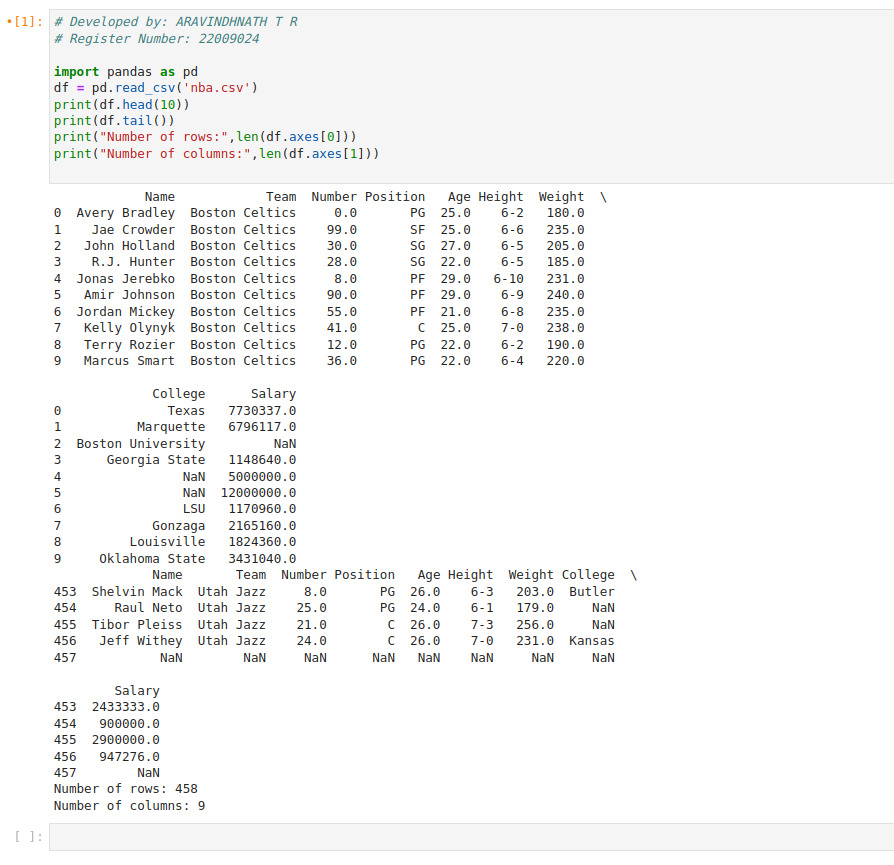 •[1]: # Developed by: ARAVINDHNATH T R
# Register Number: 22009024

import pandas as pd
df = pd.read_csv('nba.csv')
print(df.head(10))
print(df.tail())
print("Number of rows:",len(df.axes[0]))
print("Number of columns:",len(df.axes[1]))

            Name            Team  Number Position   Age Height  Weight  \
0  Avery Bradley  Boston Celtics     0.0       PG  25.0    6-2   180.0
1    Jae Crowder  Boston Celtics    99.0       SF  25.0    6-6   235.0
2   John Holland  Boston Celtics    30.0       SG  27.0    6-5   205.0
3    R.J. Hunter  Boston Celtics    28.0       SG  22.0    6-5   185.0
4  Jonas Jerebko  Boston Celtics     8.0       PF  29.0   6-10   231.0
5   Amir Johnson  Boston Celtics    90.0       PF  29.0    6-9   240.0
6  Jordan Mickey  Boston Celtics    55.0       PF  21.0    6-8   235.0
7   Kelly Olynyk  Boston Celtics    41.0        C  25.0    7-0   238.0
8   Terry Rozier  Boston Celtics    12.0       PG  22.0    6-2   190.0
9   Marcus Smart  Boston Celtics    36.0       PG  22.0    6-4   220.0

             College      Salary
0              Texas   7730337.0
1          Marquette   6796117.0
2  Boston University         NaN
3      Georgia State   1148640.0
4                NaN   5000000.0
5                NaN  12000000.0
6                LSU   1170960.0
7            Gonzaga   2165160.0
8         Louisville   1824360.0
9     Oklahoma State   3431040.0
             Name       Team  Number Position   Age Height  Weight College  \
453  Shelvin Mack  Utah Jazz     8.0       PG  26.0    6-3   203.0  Butler
454     Raul Neto  Utah Jazz    25.0       PG  24.0    6-1   179.0     NaN
455  Tibor Pleiss  Utah Jazz    21.0        C  26.0    7-3   256.0     NaN
456   Jeff Withey  Utah Jazz    24.0        C  26.0    7-0   231.0  Kansas
457           NaN        NaN     NaN      NaN   NaN    NaN     NaN     NaN

        Salary
453  2433333.0
454   900000.0
455  2900000.0
456   947276.0
457        NaN
Number of rows: 458
Number of columns: 9
[ ]: